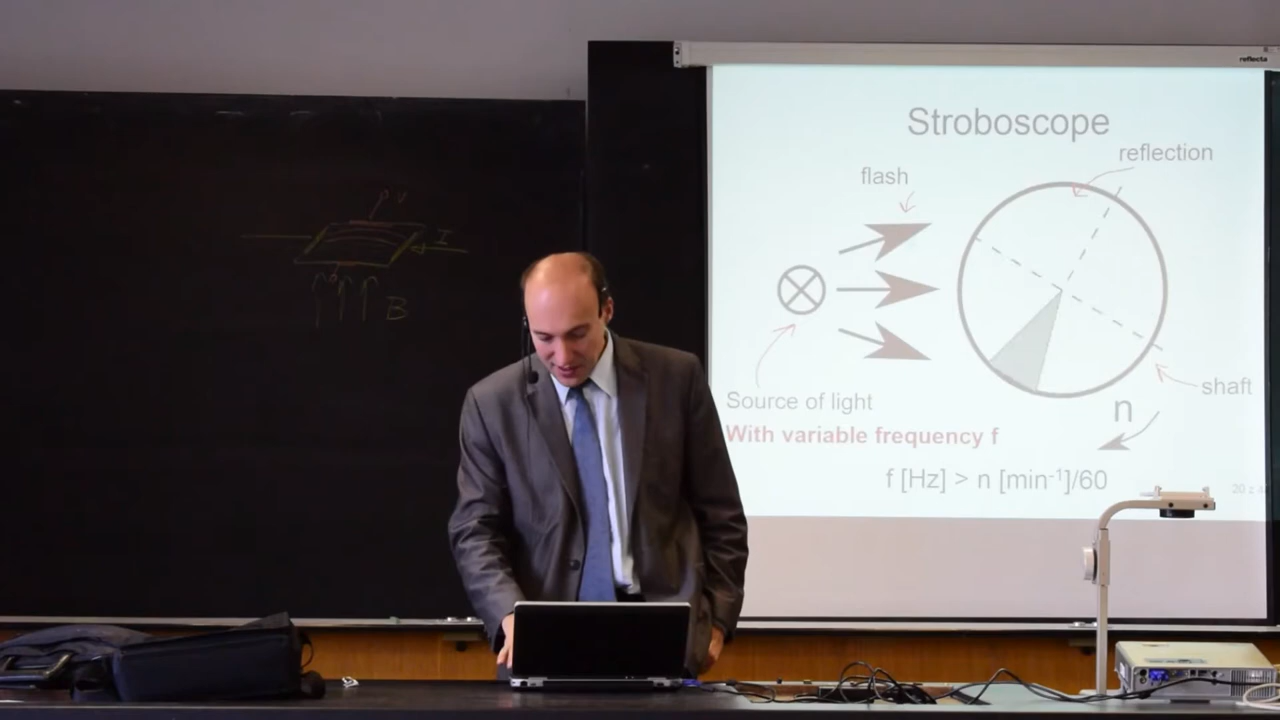 I
B
reflecta
Stroboscope
reflection
flash
Source of light
shaft
n
With variable frequency f
f [Hz] > n [min⁻¹]/60